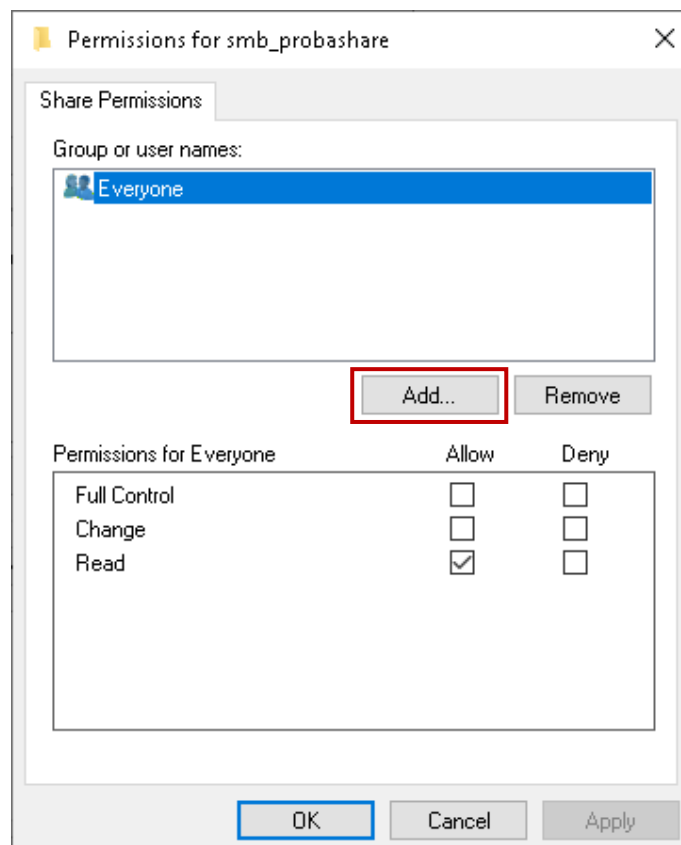 Permissions for smb_probashare
Share Permissions
Group or user names:
Everyone
Add... Remove
Permissions for Everyone Allow Deny
Full Control
Change
Read
OK Cancel Apply